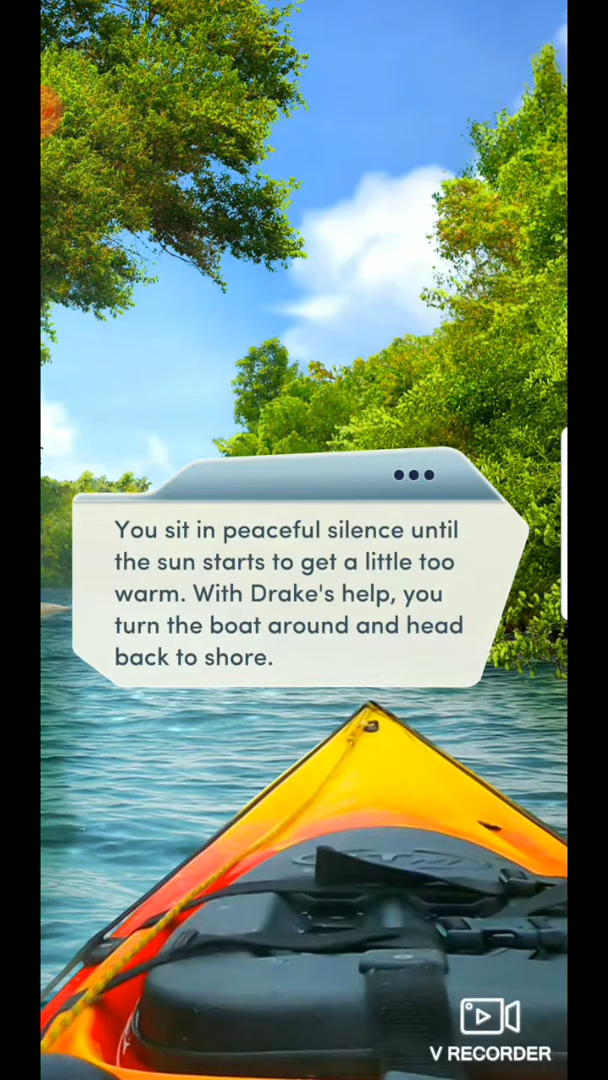 You sit in peaceful silence until
the sun starts to get a little too
warm. With Drake's help, you
turn the boat around and head
back to shore.
V RECORDER